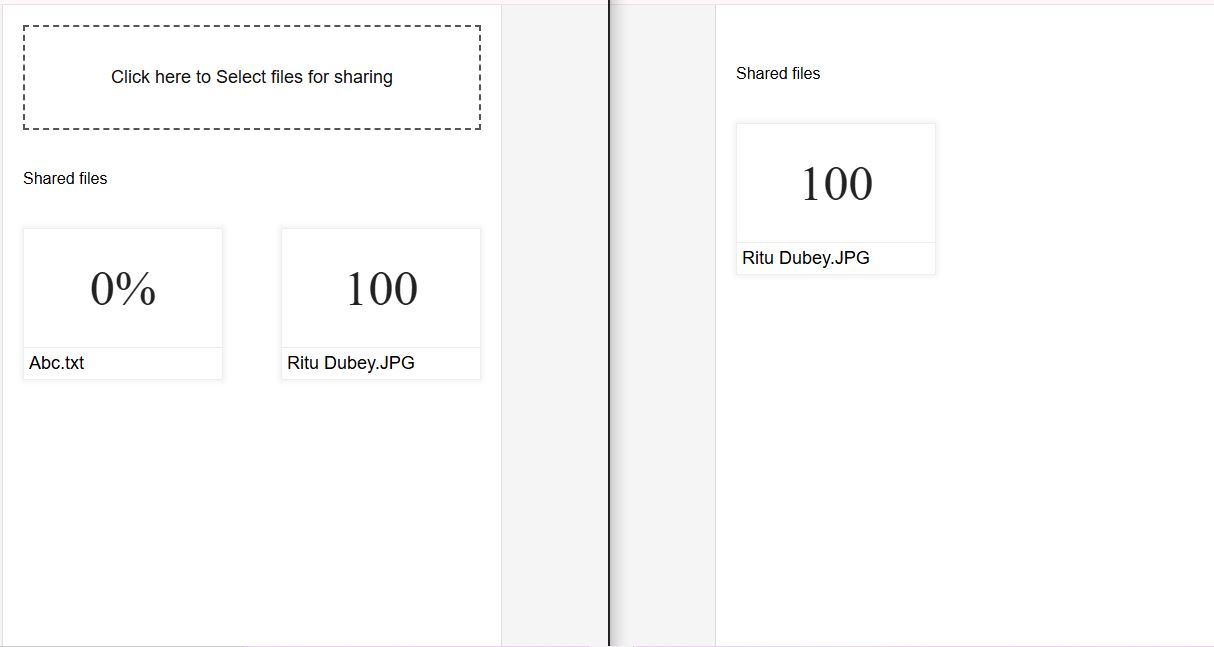 Click here to Select files for sharing
Shared files
0%
Abc.txt
100
Ritu Dubey.JPG
Shared files
100
Ritu Dubey.JPG